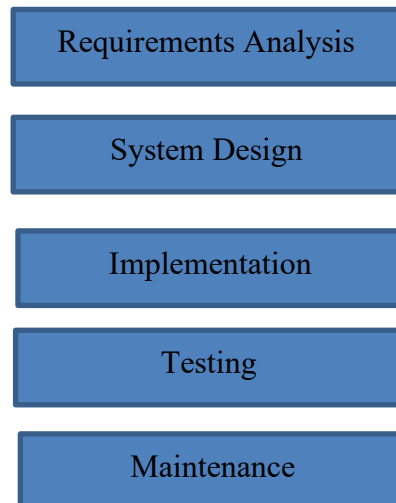 Requirements Analysis
System Design
Implementation
Testing
Maintenance